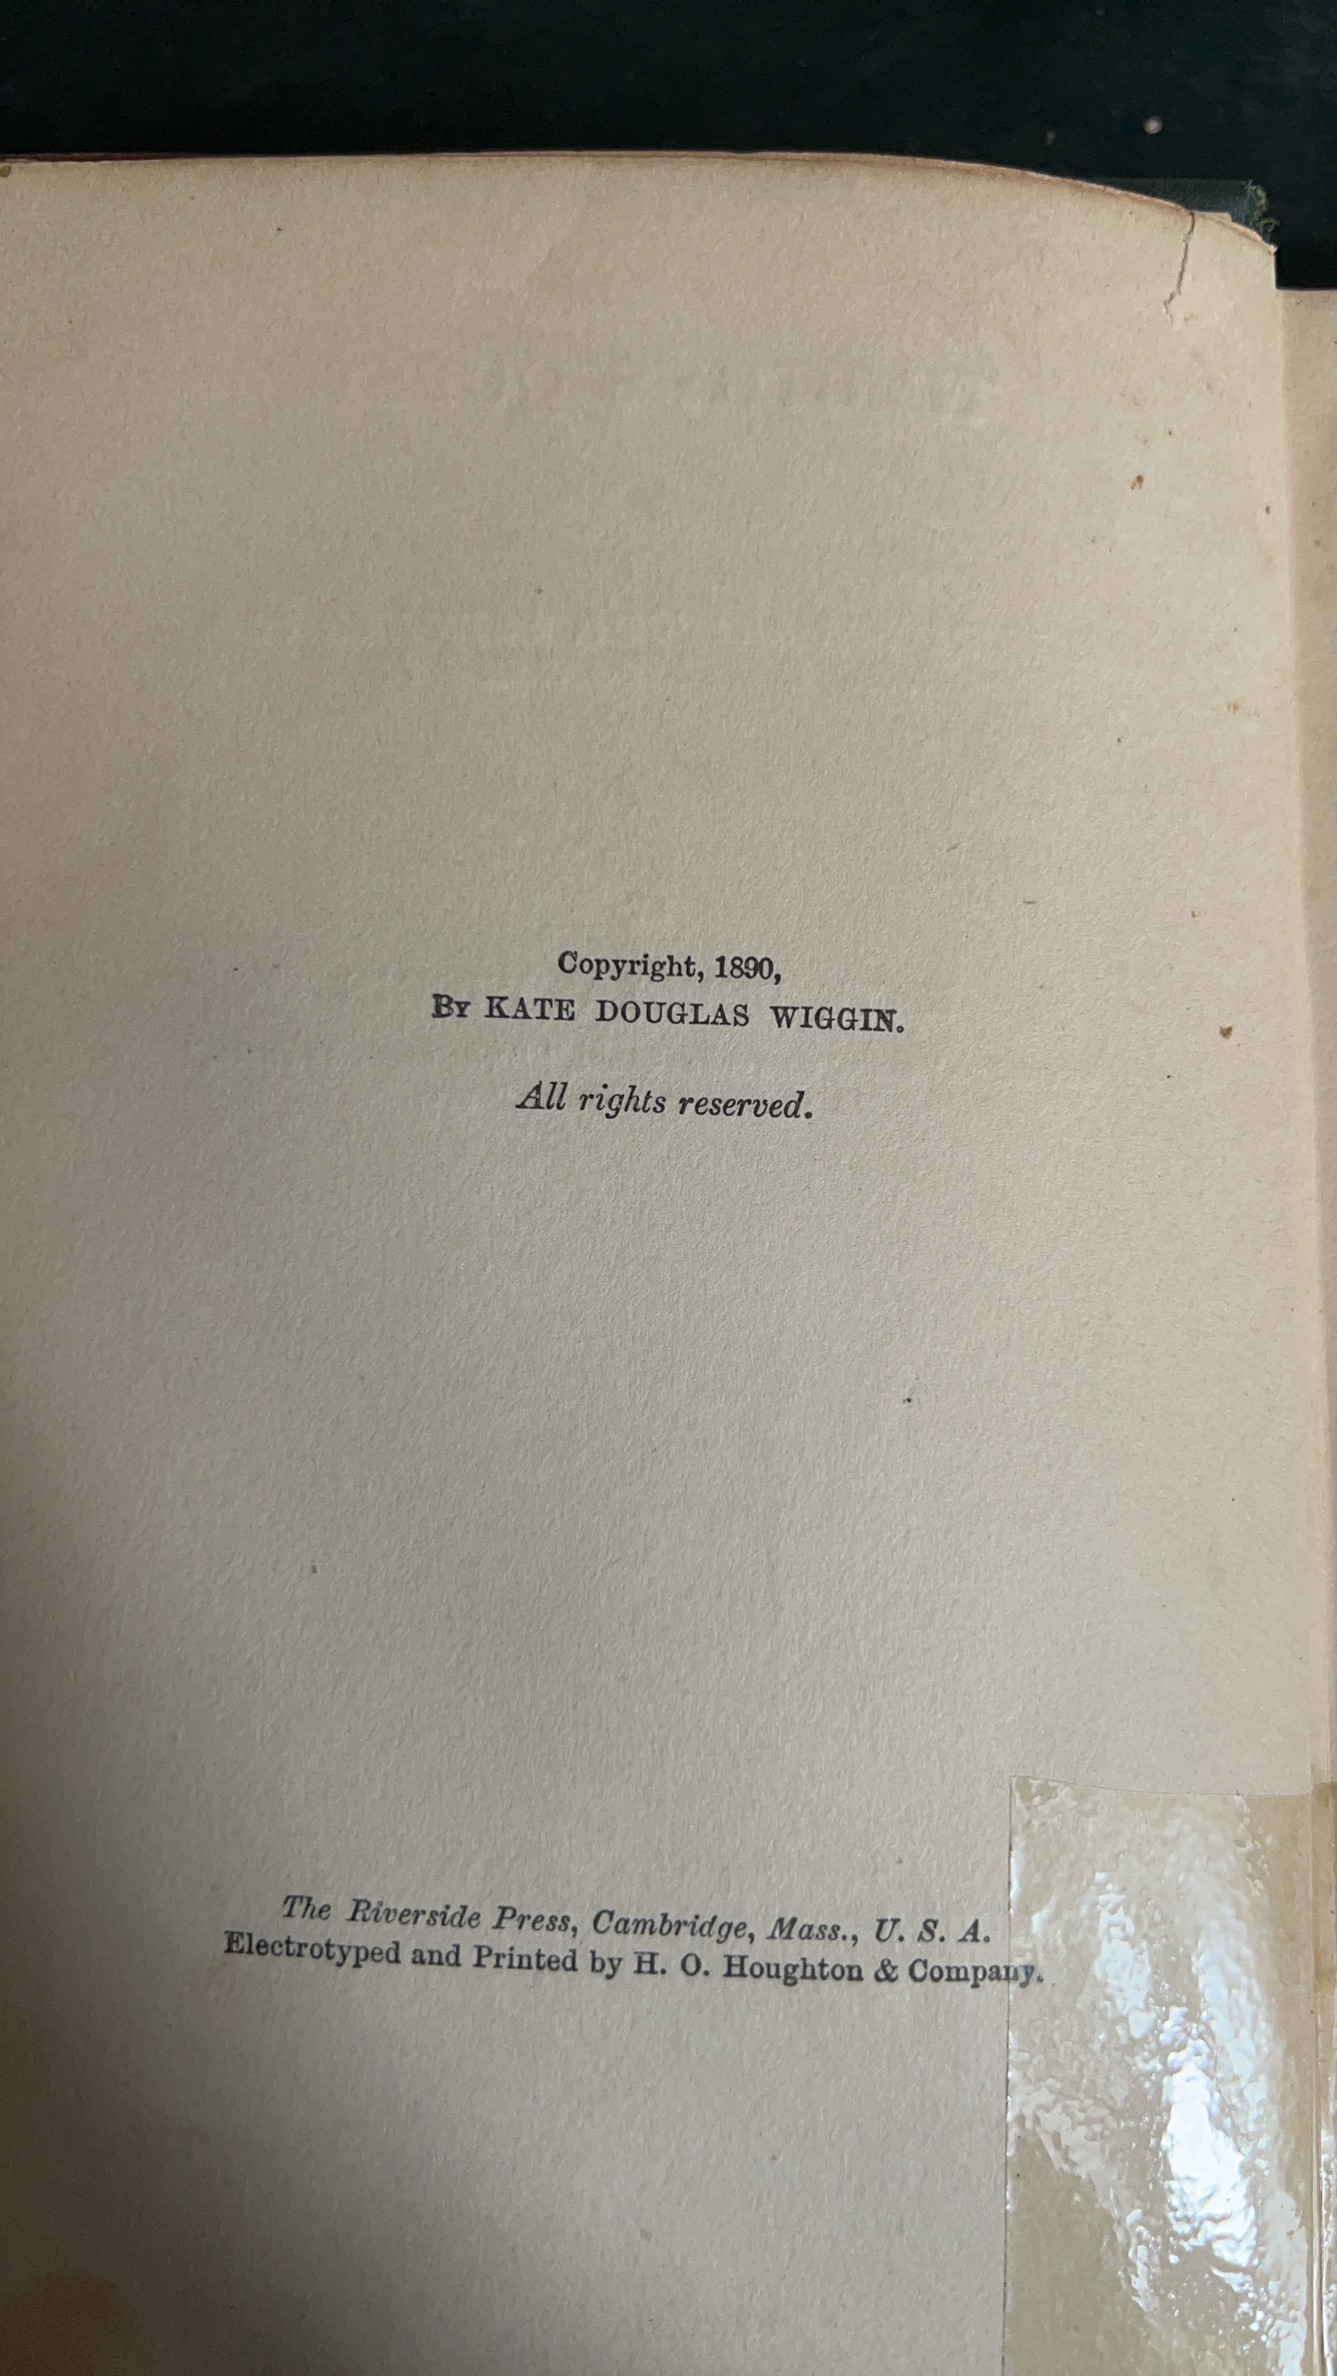 Copyright, 1890,
By KATE DOUGLAS WIGGIN.
All rights reserved.
The Riverside Press, Cambridge, Mass., U. S. A.
Electrotyped and Printed by H. O. Houghton & Company.